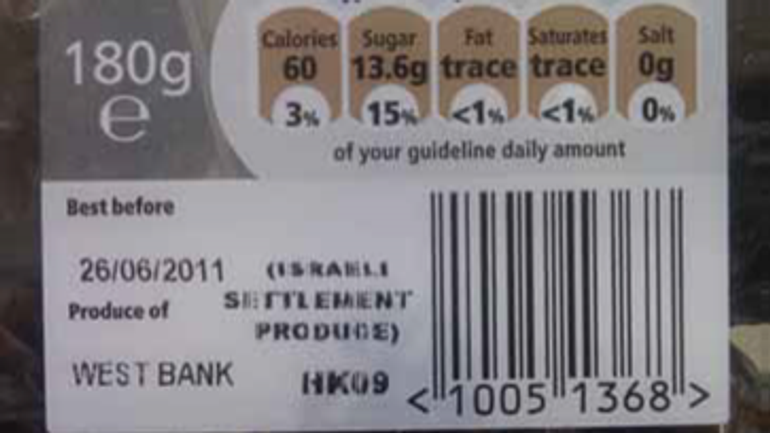 180g
e
Calories Sugar Fat Saturates Salt
60 13.6g trace trace 0g
3% 15% <1% <1% 0%
of your guideline daily amount
Best before
26/06/2011
(ISRAELI
SETTLEMENT
PRODUCE)
Produce of
WEST BANK
HK09
<"1005"1368">